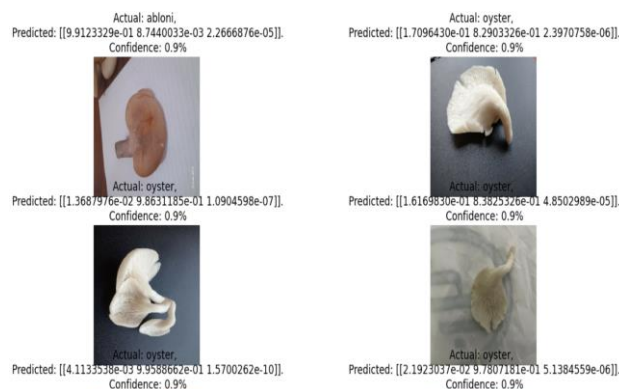 Actual: abloni,
Predicted: [[9.9123329e-01 8.7440033e-03 2.2666876e-05]].
Confidence: 0.9%
Actual: oyster,
Predicted: [[1.7096430e-01 8.2903326e-01 2.3970758e-06]].
Confidence: 0.9%
Actual: oyster,
Predicted: [[1.3687976e-02 9.8631185e-01 1.0904598e-07]].
Confidence: 0.9%
Actual: oyster,
Predicted: [[1.6169830e-01 8.3825326e-01 4.8502989e-05]].
Confidence: 0.9%
Actual: oyster,
Predicted: [[4.1133538e-03 9.9588662e-01 1.5700262e-10]].
Confidence: 0.9%
Actual: oyster,
Predicted: [[2.1923037e-02 9.7807181e-01 5.1384559e-06]].
Confidence: 0.9%